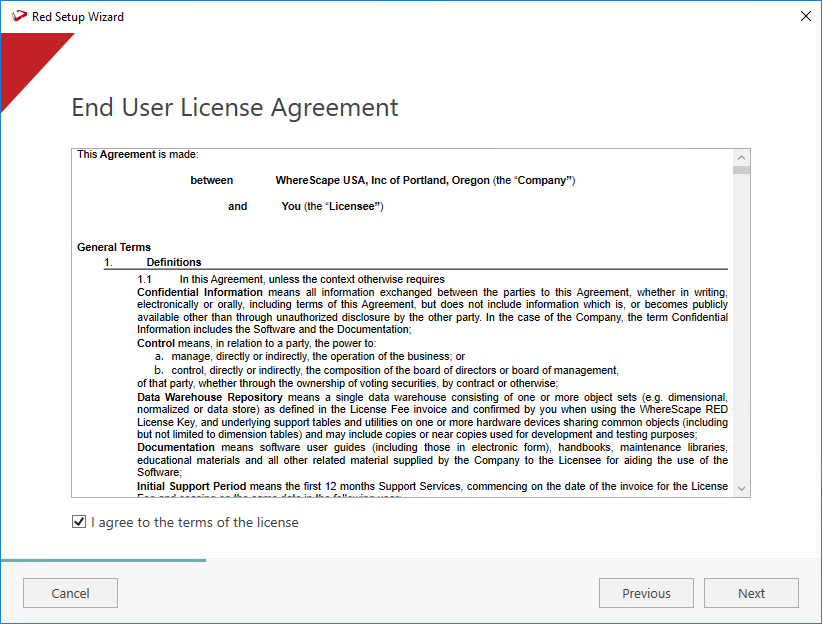 Red Setup Wizard
End User License Agreement
This Agreement is made:
between WhereScape USA, Inc of Portland, Oregon (the “Company”)
and You (the “Licensee”)
General Terms
1. Definitions
1.1 In this Agreement, unless the context otherwise requires
Confidential Information means all information exchanged between the parties to this Agreement, whether in writing,
electronically or orally, including terms of this Agreement, but does not include information which is, or becomes publicly
available other than through unauthorized disclosure by the other party. In the case of the Company, the term Confidential
Information includes the Software and the Documentation;
Control means, in relation to a party, the power to:
a. manage, directly or indirectly, the operation of the business; or
b. control, directly or indirectly, the composition of the board of directors or board of management,
of that party, whether through the ownership of voting securities, by contract or otherwise;
Data Warehouse Repository means a single data warehouse consisting of one or more object sets (e.g. dimensional,
normalized or data store) as defined in the License Fee invoice and confirmed by you when using the WhereScape RED
License Key, and underlying support tables and utilities on one or more hardware devices sharing common objects (including
but not limited to dimension tables) and may include copies or near copies used for development and testing purposes;
Documentation means software user guides (including those in electronic form), handbooks, maintenance libraries,
educational materials and all other related material supplied by the Company to the Licensee for aiding the use of the
Software;
Initial Support Period means the first 12 months Support Services, commencing on the date of the invoice for the License
I agree to the terms of the license
Cancel
Previous
Next